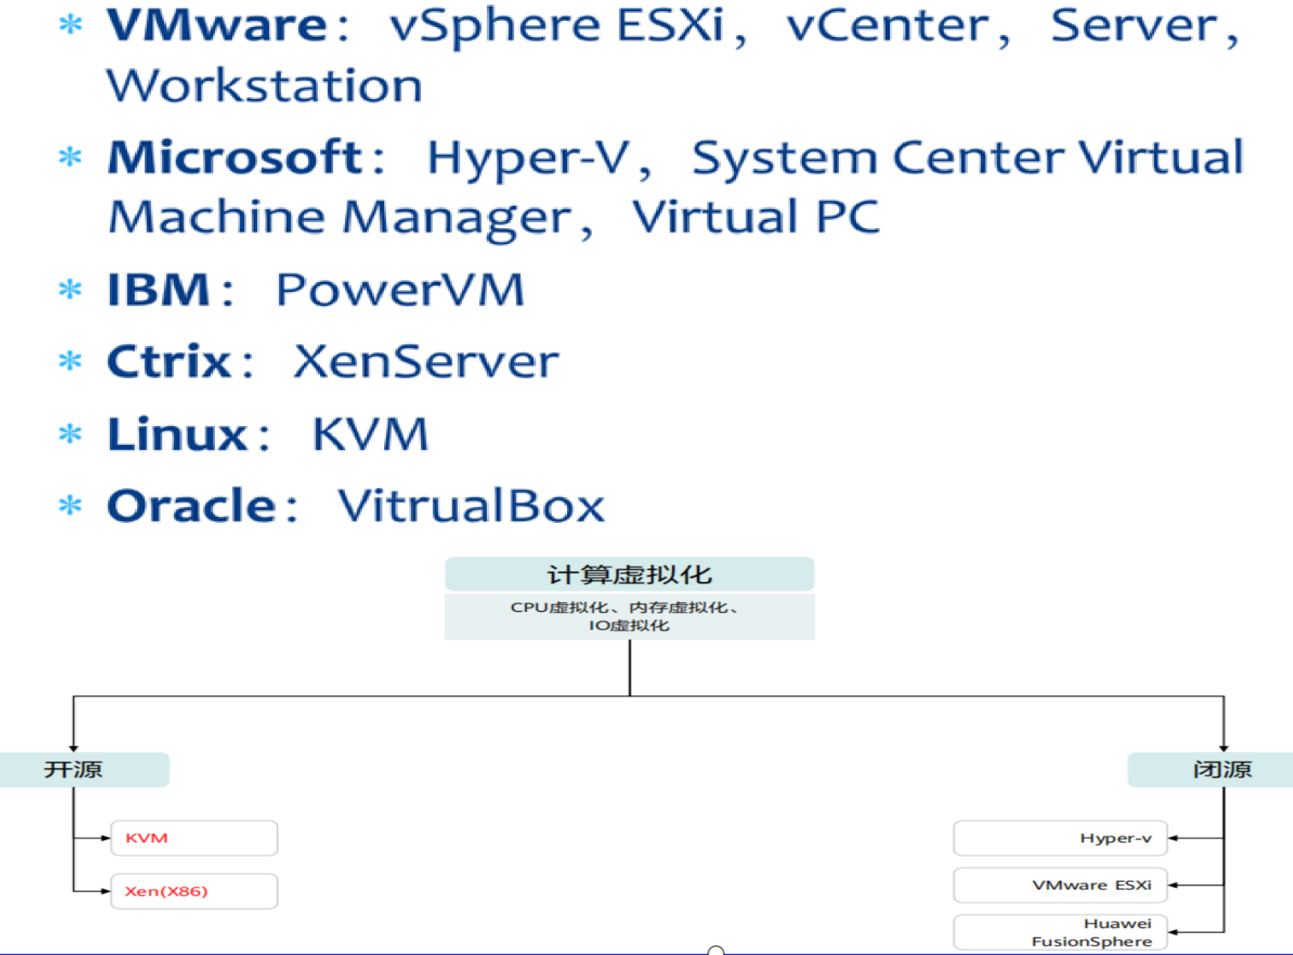 * VMware： vSphere ESXi， vCenter， Server，
Workstation
* Microsoft： Hyper-V， System Center Virtual
Machine Manager， Virtual PC
* IBM： PowerVM
* Ctrix： XenServer
* Linux： KVM
* Oracle： VitrualBox
计算虚拟化
CPU虚拟化、内存虚拟化、
IO虚拟化
开源
闭源
KVM
Hyper-v
Xen(X86)
VMware ESXi
Huawei
FusionSphere